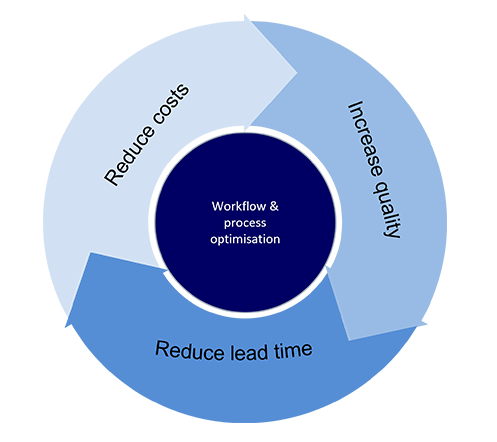 Reduce costs
Increase quality
Workflow &
process
optimisation
Reduce lead time